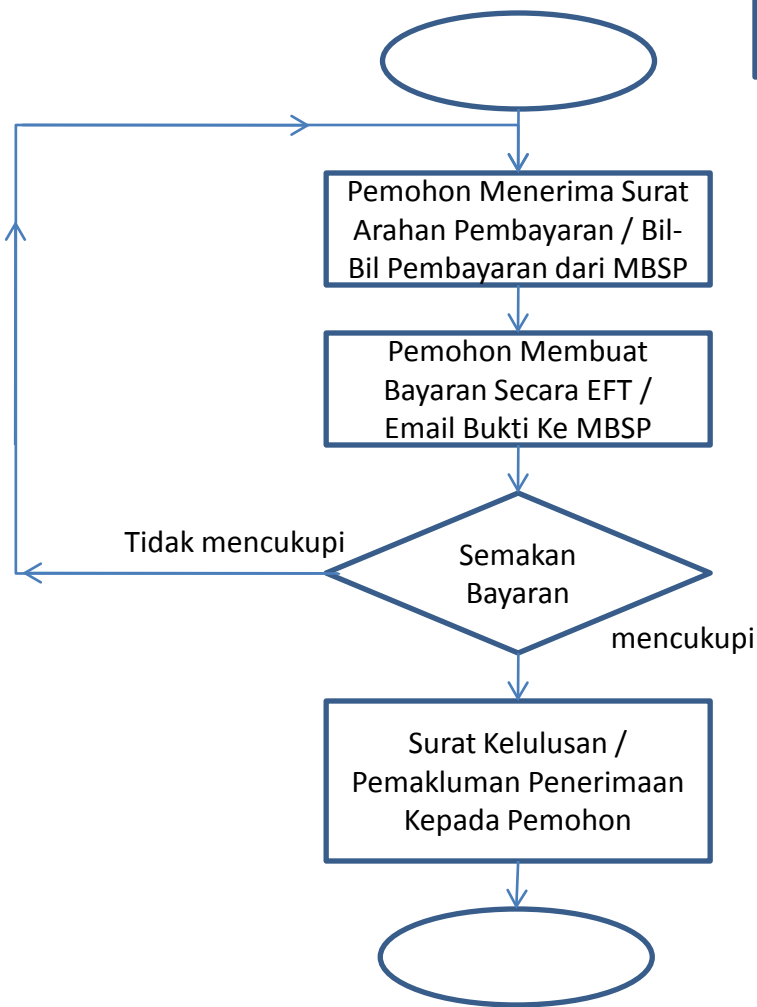 Pemohon Menerima Surat
Arahan Pembayaran / Bil-
Bil Pembayaran dari MBSP
Pemohon Membuat
Bayaran Secara EFT /
Email Bukti Ke MBSP
Tidak mencukupi
Semakan
Bayaran
mencukupi
Surat Kelulusan /
Pemakluman Penerimaan
Kepada Pemohon